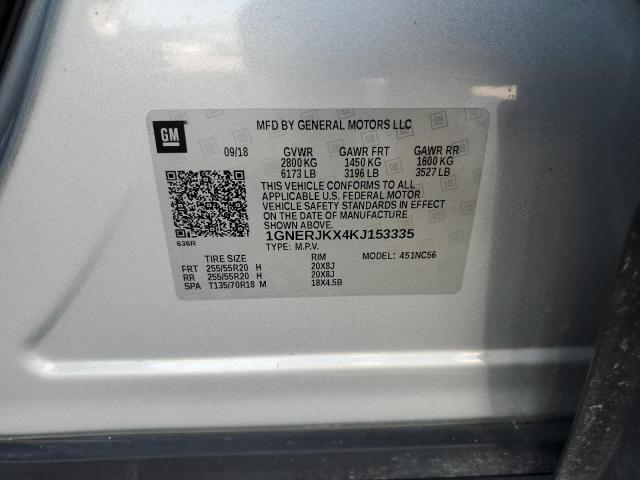 GM
MFD BY GENERAL MOTORS LLC
09/18 GVWR GAWR FRT GAWR RR
2800 KG 1450 KG 1600 KG
6173 LB 3196 LB 3527 LB
THIS VEHICLE CONFORMS TO ALL
APPLICABLE U.S. FEDERAL MOTOR
VEHICLE SAFETY STANDARDS IN EFFECT
ON THE DATE OF MANUFACTURE
SHOWN ABOVE.
636R
1GNERJKX4KJ153335
TYPE: M.P.V. MODEL: 451NC56
TIRE SIZE RIM
FRT 255/55R20 H 20X8J
RR 255/55R20 H 20X8J
SPA T135/70R18 M 18X4.5B